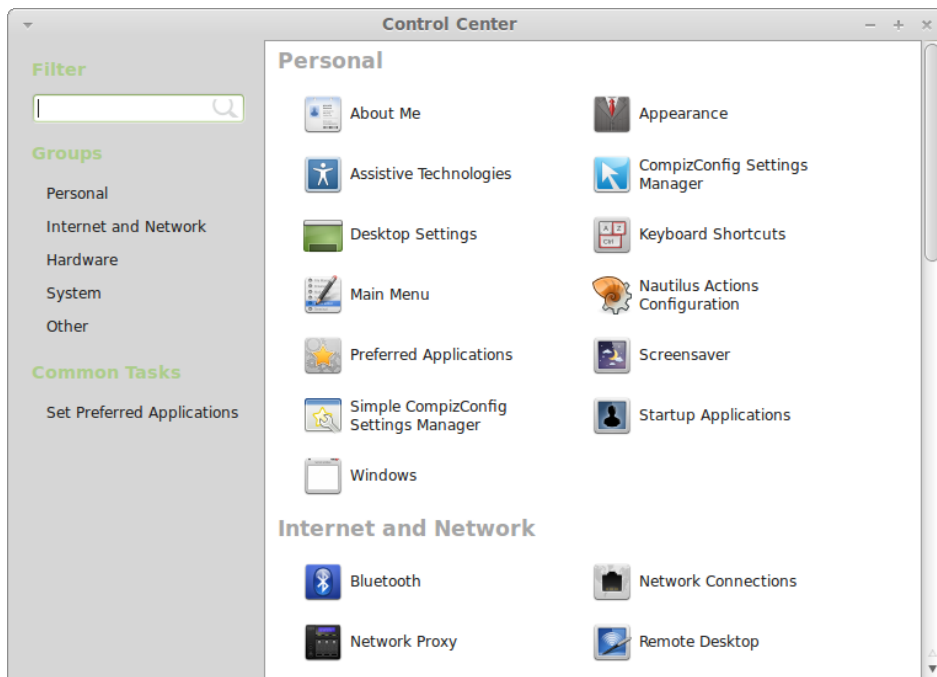 Control Center
Filter
Groups
Personal
Internet and Network
Hardware
System
Other
Common Tasks
Set Preferred Applications
Personal
About Me
Appearance
Assistive Technologies
CompizConfig Settings
Manager
Desktop Settings
Keyboard Shortcuts
Main Menu
Nautilus Actions
Configuration
Preferred Applications
Screensaver
Simple CompizConfig
Settings Manager
Startup Applications
Windows
Internet and Network
Bluetooth
Network Connections
Network Proxy
Remote Desktop